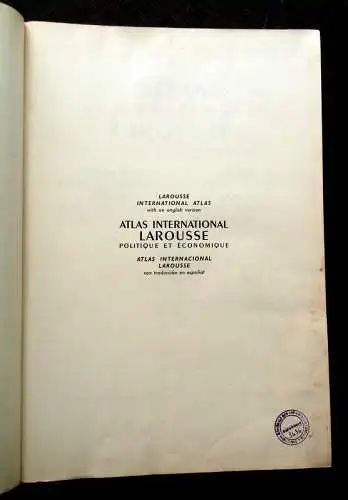 LAROUSSE
INTERNATIONAL ATLAS
with an english version
ATLAS INTERNATIONAL
LAROUSSE
POLITIQUE ET ÉCONOMIQUE
ATLAS INTERNACIONAL
LAROUSSE
con traducción en español